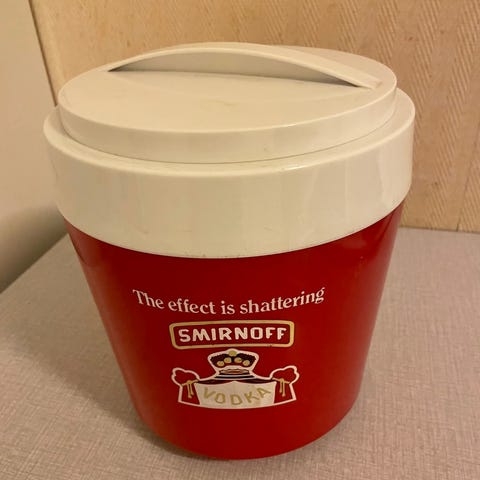 The effect is shattering
SMIRNOFF
VODKA